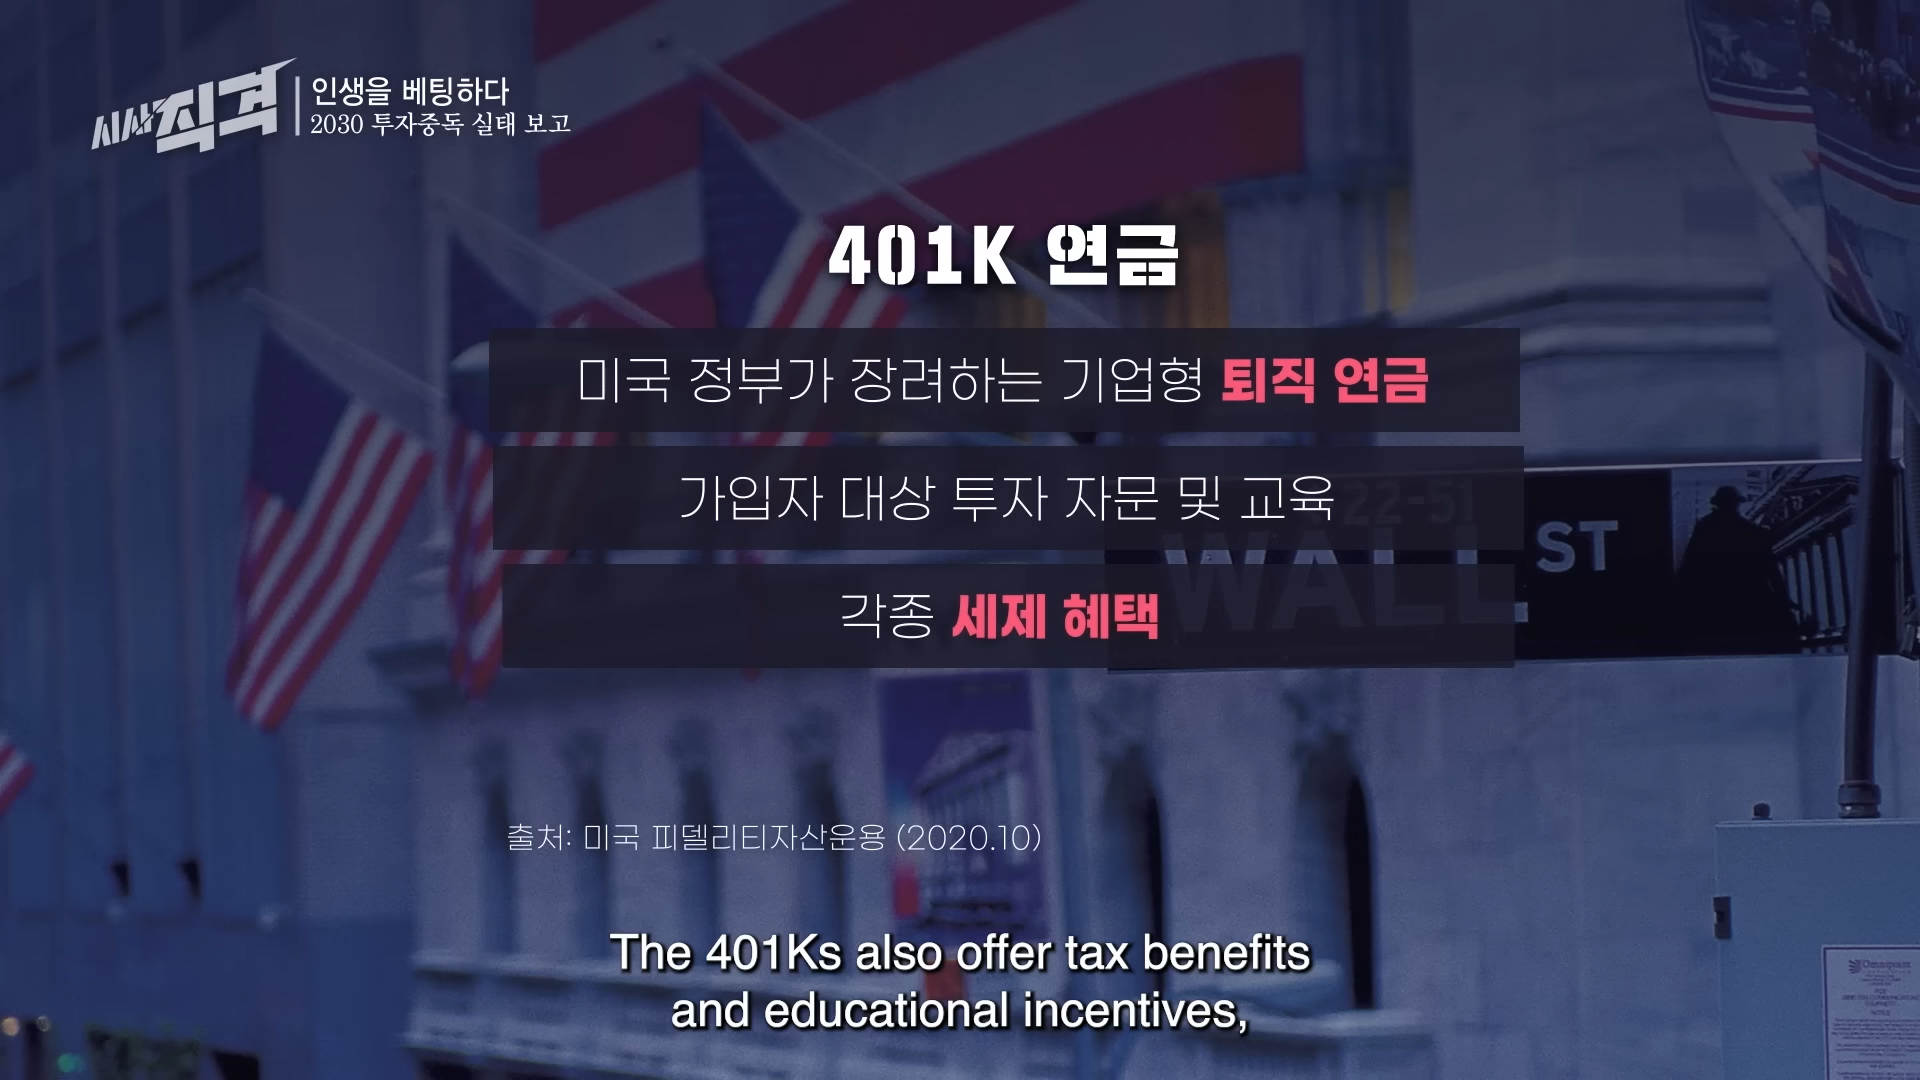 시사직격
인생을 베팅하다
2030 투자중독 실태 보고
401K 연금
미국 정부가 장려하는 기업형 퇴직 연금
가입자 대상 투자 자문 및 교육
22-51
WALL ST
각종 세제 혜택
출처: 미국 피델리티자산운용 (2020.10)
The 401Ks also offer tax benefits
and educational incentives,